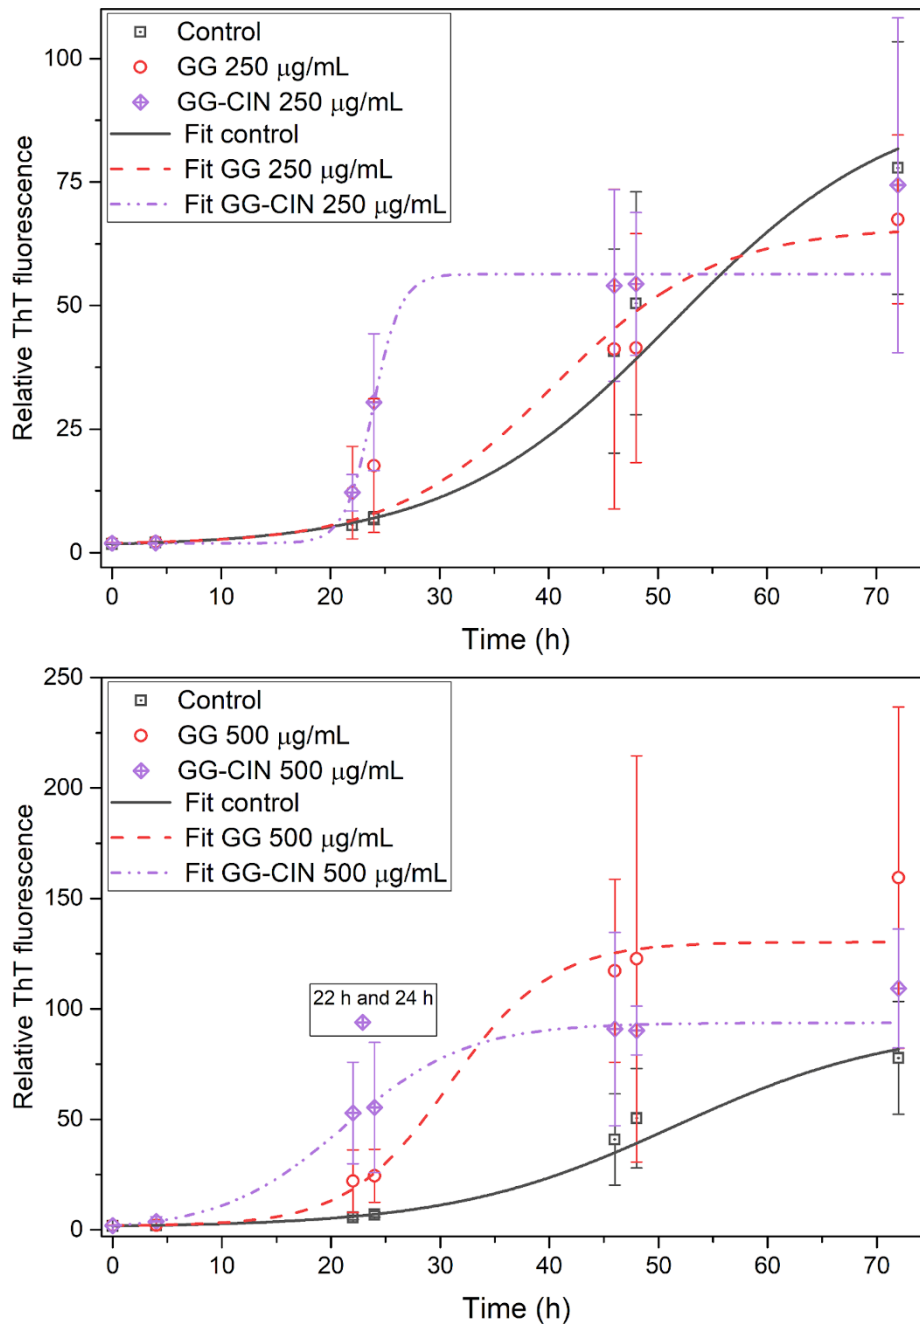 Control
GG 250 μg/mL
GG-CIN 250 μg/mL
Fit control
Fit GG 250 μg/mL
Fit GG-CIN 250 μg/mL
Relative ThT fluorescence
100
75
50
25
0
0 10 20 30 40 50 60 70
Time (h)
Control
GG 500 μg/mL
GG-CIN 500 μg/mL
Fit control
Fit GG 500 μg/mL
Fit GG-CIN 500 μg/mL
22 h and 24 h
Relative ThT fluorescence
250
200
150
100
50
0
0 10 20 30 40 50 60 70
Time (h)